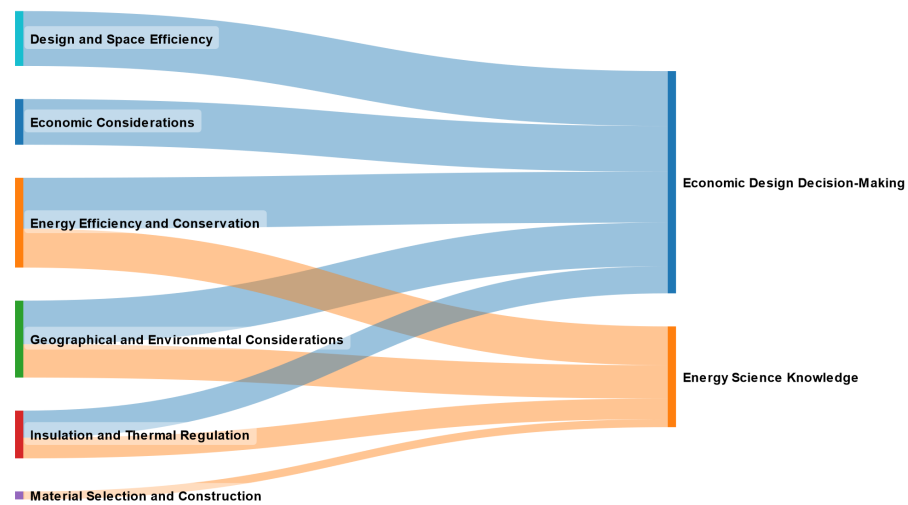 Design and Space Efficiency
Economic Considerations
Energy Efficiency and Conservation
Geographical and Environmental Considerations
Insulation and Thermal Regulation
Material Selection and Construction
Economic Design Decision-Making
Energy Science Knowledge